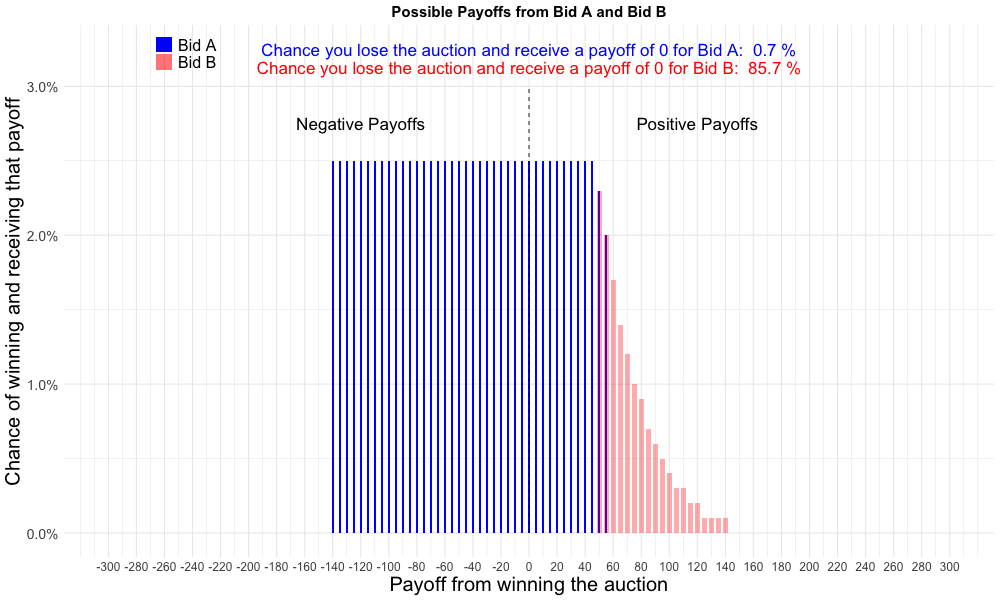 Possible Payoffs from Bid A and Bid B
Bid A
Bid B
Chance you lose the auction and receive a payoff of 0 for Bid A:  0.7 %
Chance you lose the auction and receive a payoff of 0 for Bid B:  85.7 %
Negative Payoffs
Positive Payoffs
Chance of winning and receiving that payoff
3.0%
2.0%
1.0%
0.0%
-300 -280 -260 -240 -220 -200 -180 -160 -140 -120 -100 -80 -60 -40 -20 0 20 40 60 80 100 120 140 160 180 200 220 240 260 280 300
Payoff from winning the auction